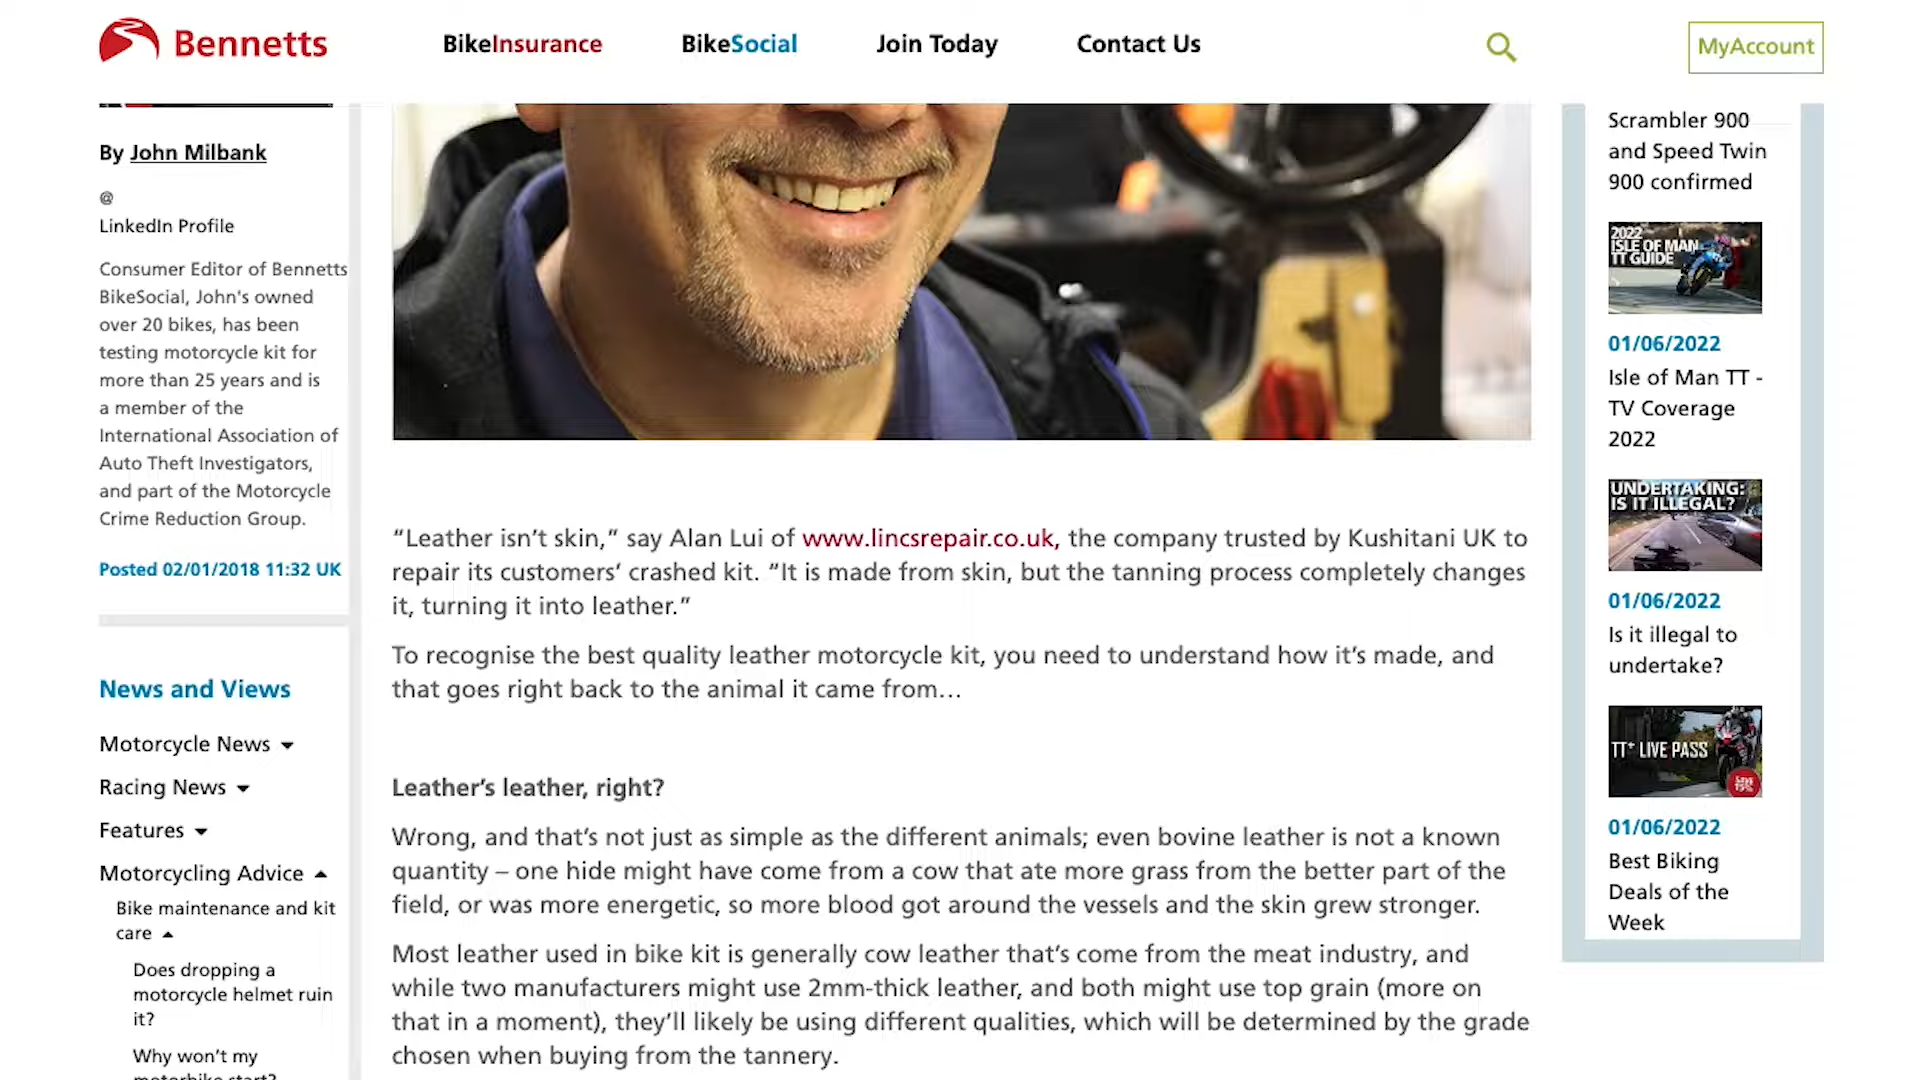 Bennetts
BikeInsurance
BikeSocial
Join Today
Contact Us
MyAccount
By John Milbank
@
LinkedIn Profile
Consumer Editor of Bennetts
BikeSocial, John's owned
over 20 bikes, has been
testing motorcycle kit for
more than 25 years and is
a member of the
International Association of
Auto Theft Investigators,
and part of the Motorcycle
Crime Reduction Group.
Posted 02/01/2018 11:32 UK
News and Views
Motorcycle News
Racing News
Features
Motorcycling Advice
Bike maintenance and kit
care
Does dropping a
motorcycle helmet ruin
it?
Why won’t my
motorbike start?
“Leather isn’t skin,” say Alan Lui of www.lincsrepair.co.uk, the company trusted by Kushitani UK to
repair its customers’ crashed kit. “It is made from skin, but the tanning process completely changes
it, turning it into leather.”
To recognise the best quality leather motorcycle kit, you need to understand how it’s made, and
that goes right back to the animal it came from…
Leather’s leather, right?
Wrong, and that’s not just as simple as the different animals; even bovine leather is not a known
quantity – one hide might have come from a cow that ate more grass from the better part of the
field, or was more energetic, so more blood got around the vessels and the skin grew stronger.
Most leather used in bike kit is generally cow leather that’s come from the meat industry, and
while two manufacturers might use 2mm-thick leather, and both might use top grain (more on
that in a moment), they’ll likely be using different qualities, which will be determined by the grade
chosen when buying from the tannery.
Scrambler 900
and Speed Twin
900 confirmed
2022
ISLE OF MAN
TT GUIDE
01/06/2022
Isle of Man TT -
TV Coverage
2022
UNDERTAKING:
IS IT ILLEGAL?
01/06/2022
Is it illegal to
undertake?
TT+ LIVE PASS
SAVE
15%
01/06/2022
Best Biking
Deals of the
Week